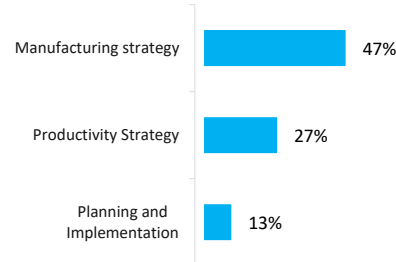 Manufacturing strategy
47%
Productivity Strategy
27%
Planning and
Implementation
13%